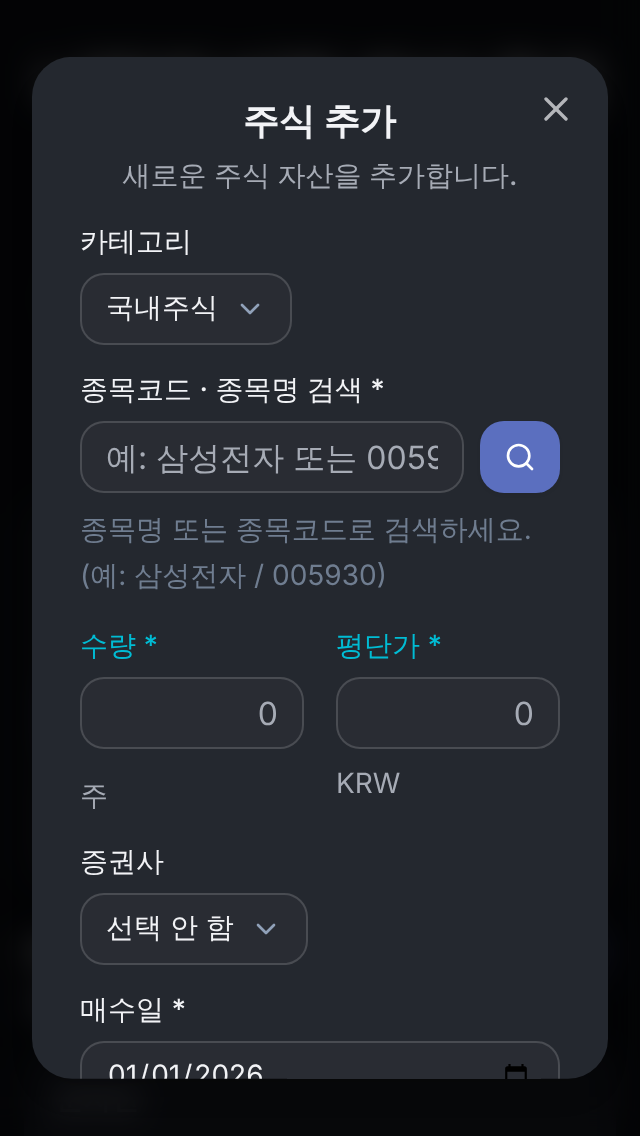 주식 추가
새로운 주식 자산을 추가합니다.
카테고리
국내주식
종목코드 · 종목명 검색 *
예: 삼성전자 또는 0059
종목명 또는 종목코드로 검색하세요.
(예: 삼성전자 / 005930)
수량 * 평단가 *
0 0
주 KRW
증권사
선택 안 함
매수일 *
01/01/2026